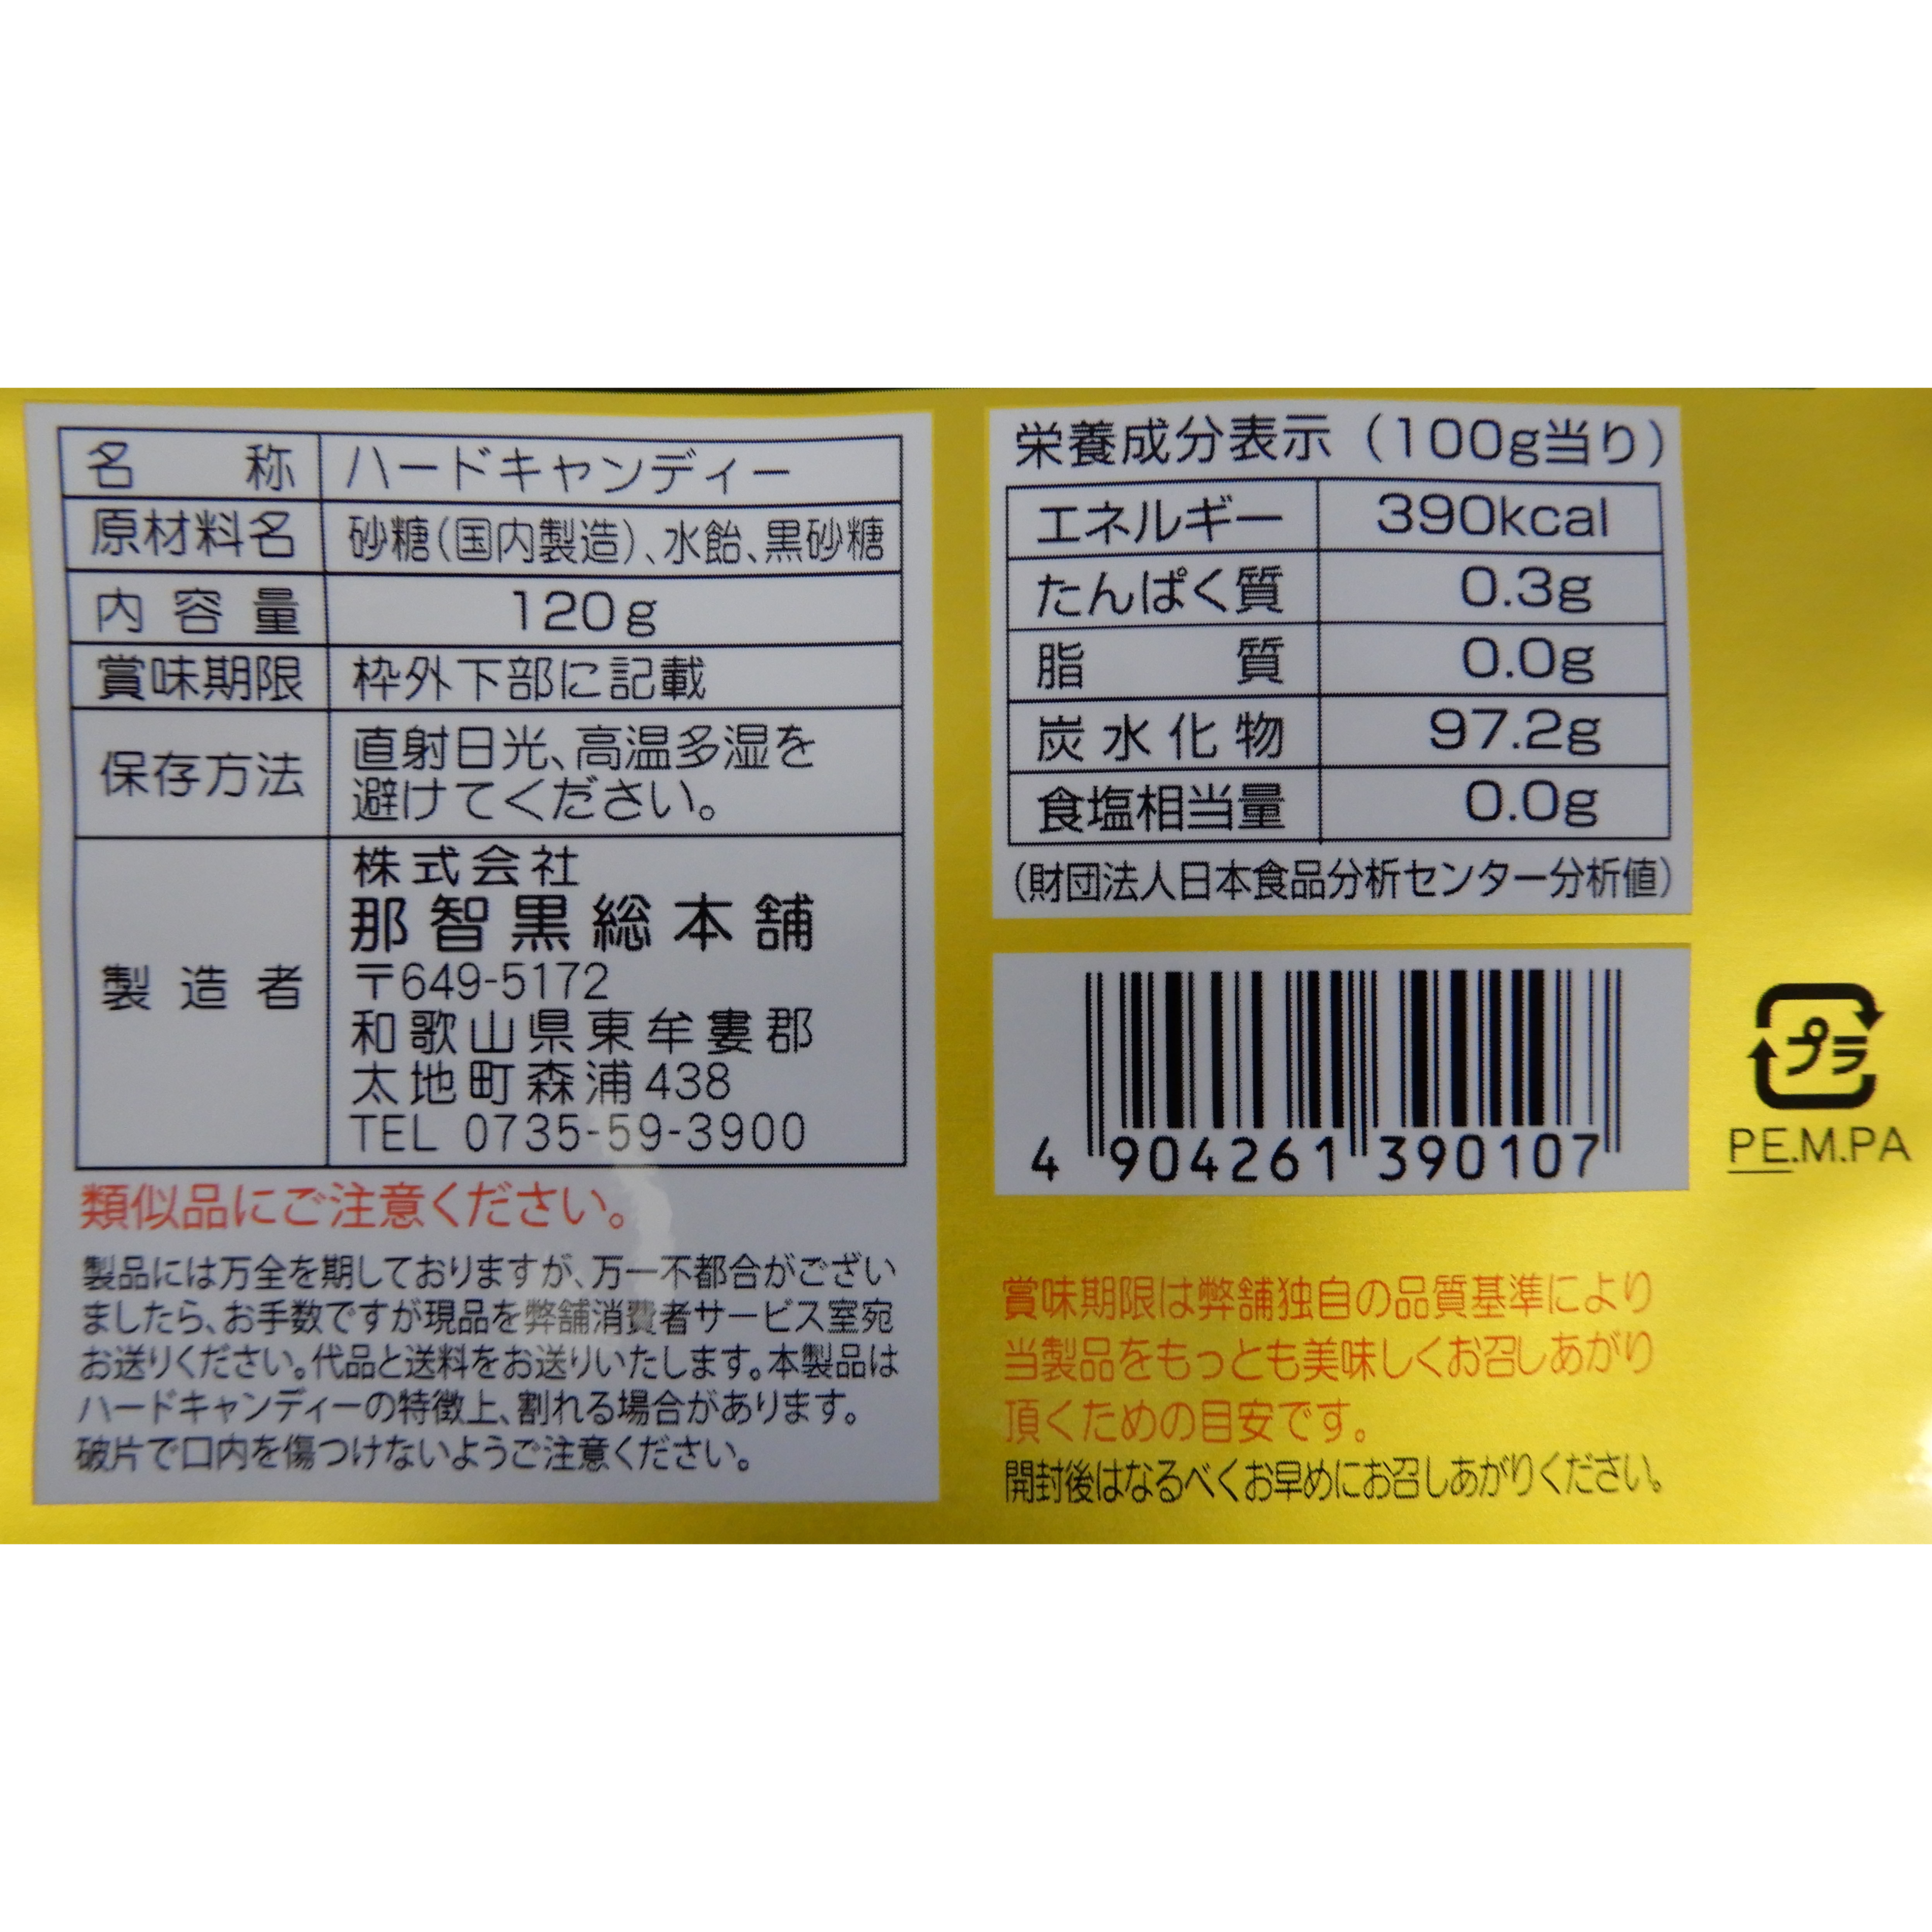 名 称 ハードキャンディー
原材料名 砂糖(国内製造)、水飴、黒砂糖
内容量 120g
賞味期限 枠外下部に記載
保存方法 直射日光、高温多湿を
避けてください。
製造者 株式会社
那智黒総本舗
〒649-5172
和歌山県東牟婁郡
太地町森浦438
TEL 0735-59-3900
類似品にご注意ください。
製品には万全を期しておりますが、万一不都合がござい
ましたら、お手数ですが現品を弊舗消費者サービス室宛
お送りください。代品と送料をお送りいたします。本製品は
ハードキャンディーの特徴上、割れる場合があります。
破片で口内を傷つけないようご注意ください。
栄養成分表示(100g当り)
エネルギー 390kcal
たんぱく質 0.3g
脂 質 0.0g
炭水化物 97.2g
食塩相当量 0.0g
(財団法人日本食品分析センター分析値)
4 904261 390107
プラ
PE.M.PA
賞味期限は弊舗独自の品質基準により
当製品をもっとも美味しくお召しあがり
頂くための目安です。
開封後はなるべくお早めにお召しあがりください。